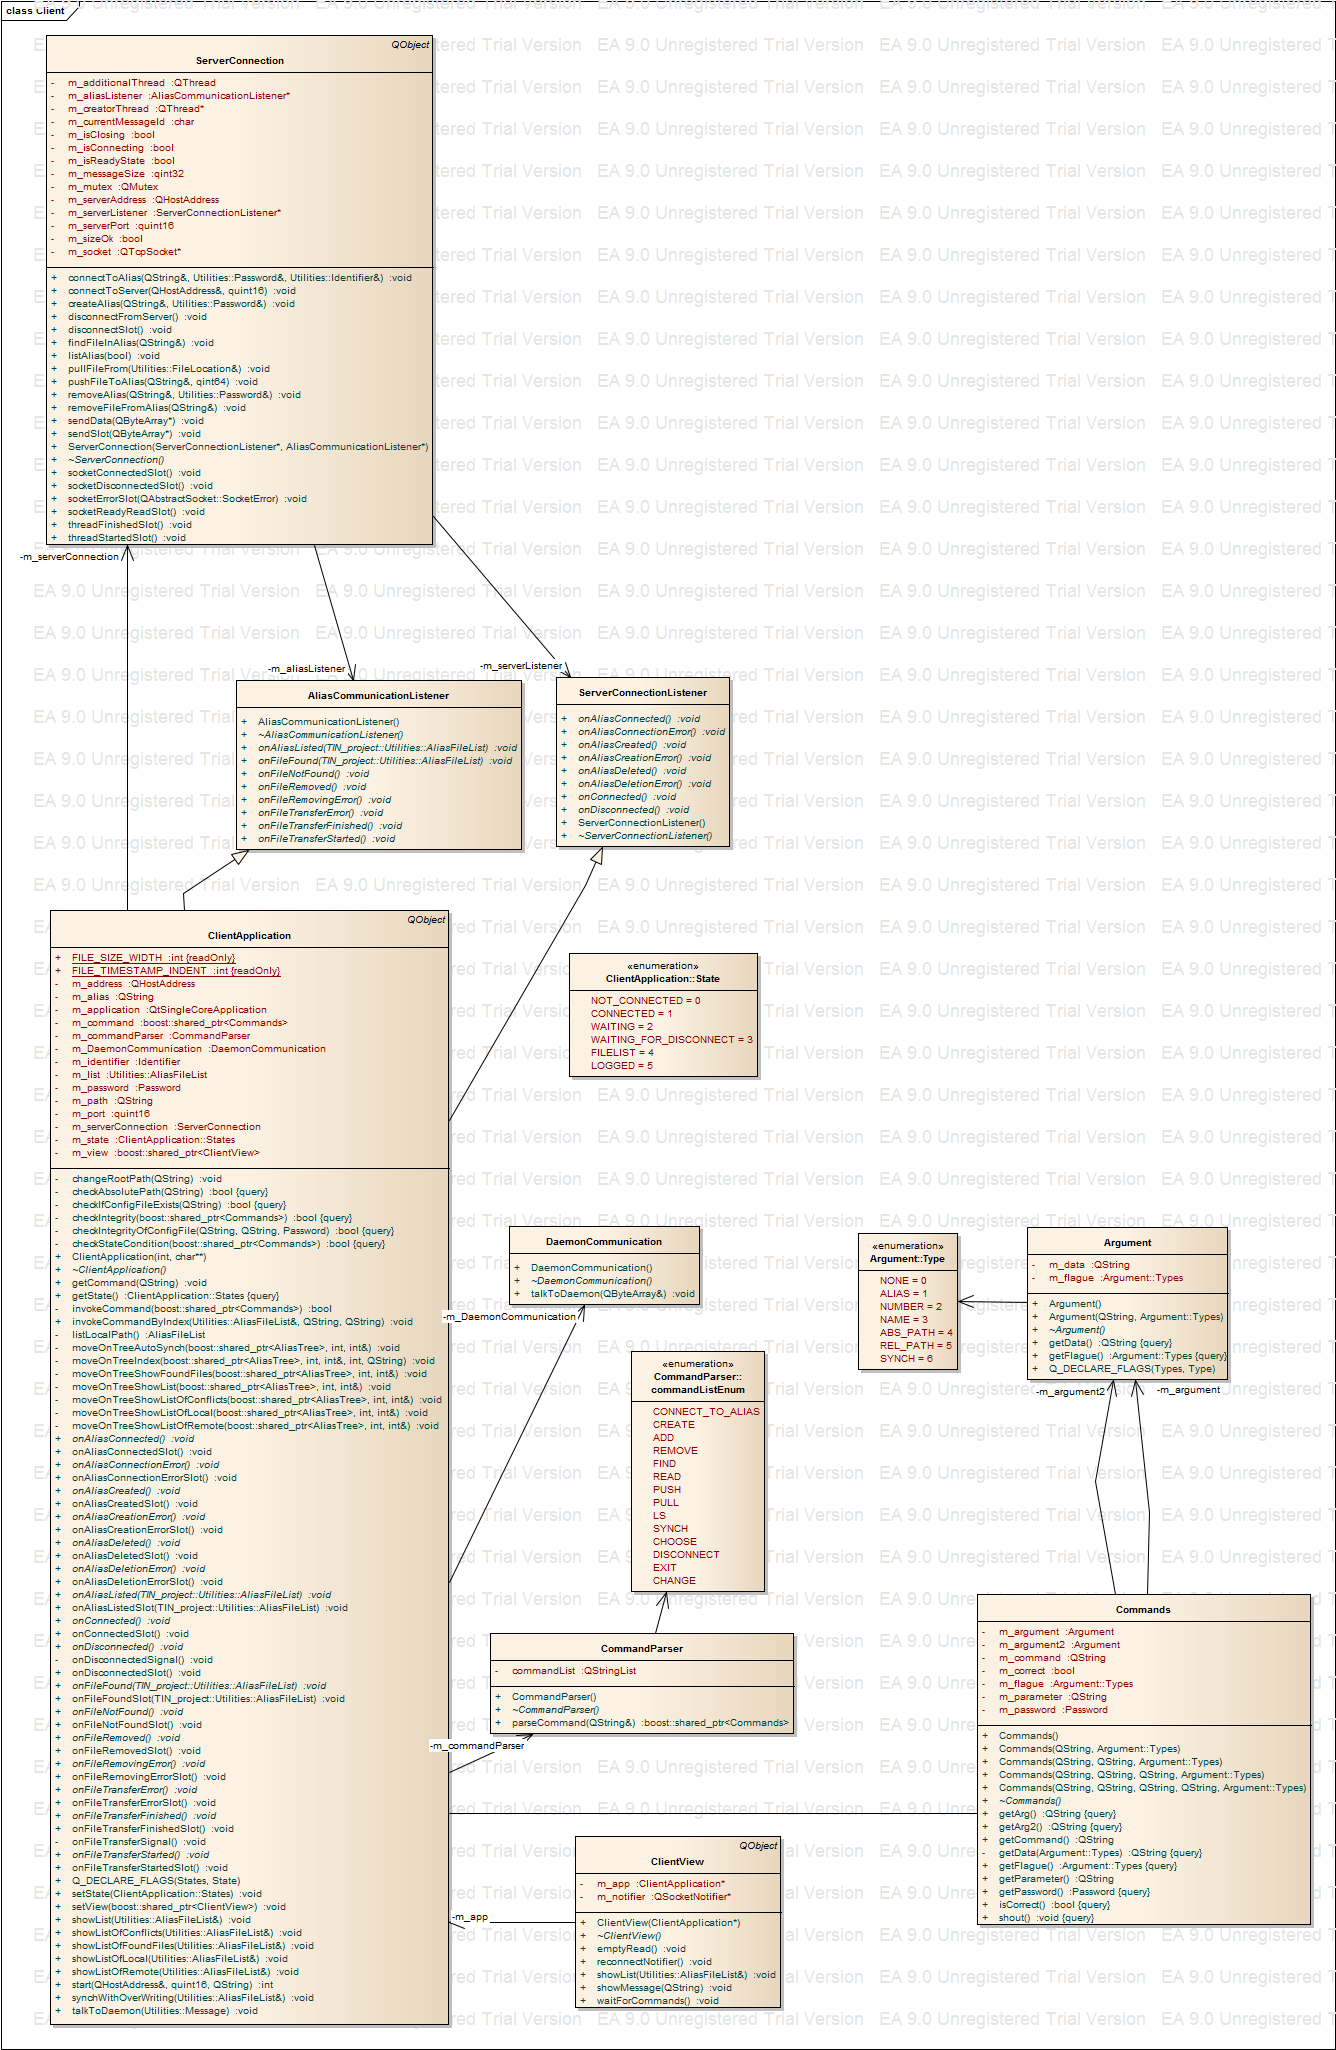 class Client
QObject
ServerConnection
- m_additionalThread :QThread
- m_aliasListener :AliasCommunicationListener*
- m_creatorThread :QThread*
- m_currentMessageId :char
- m_isClosing :bool
- m_isConnecting :bool
- m_isReadyState :bool
- m_messageSize :qint32
- m_mutex :QMutex
- m_serverAddress :QHostAddress
- m_serverListener :ServerConnectionListener*
- m_serverPort :quint16
- m_sizeOk :bool
- m_socket :QTcpSocket*
+ connectToAlias(QString&, Utilities::Password&, Utilities::Identifier&) :void
+ connectToServer(QHostAddress&, quint16) :void
+ createAlias(QString&, Utilities::Password&) :void
+ disconnectFromServer() :void
+ disconnectSlot() :void
+ findFileInAlias(QString&) :void
+ listAlias(bool) :void
+ pullFileFrom(Utilities::FileLocation&) :void
+ pushFileToAlias(QString&, qint64) :void
+ removeAlias(QString&, Utilities::Password&) :void
+ removeFileFromAlias(QString&) :void
+ sendData(QByteArray*) :void
+ sendSlot(QByteArray*) :void
+ ServerConnection(ServerConnectionListener*, AliasCommunicationListener*)
+ ~ServerConnection()
+ socketConnectedSlot() :void
+ socketDisconnectedSlot() :void
+ socketErrorSlot(QAbstractSocket::SocketError) :void
+ socketReadyReadSlot() :void
+ threadFinishedSlot() :void
+ threadStartedSlot() :void
-m_serverConnection
-m_aliasListener
-m_serverListener
AliasCommunicationListener
+ AliasCommunicationListener()
+ ~AliasCommunicationListener()
+ onAliasListed(TIN_project::Utilities::AliasFileList) :void
+ onFileFound(TIN_project::Utilities::AliasFileList) :void
+ onFileNotFound() :void
+ onFileRemoved() :void
+ onFileRemovingError() :void
+ onFileTransferError() :void
+ onFileTransferFinished() :void
+ onFileTransferStarted() :void
ServerConnectionListener
+ onAliasConnected() :void
+ onAliasConnectionError() :void
+ onAliasCreated() :void
+ onAliasCreationError() :void
+ onAliasDeleted() :void
+ onAliasDeletionError() :void
+ onConnected() :void
+ onDisconnected() :void
+ ServerConnectionListener()
+ ~ServerConnectionListener()
QObject
ClientApplication
+ FILE_SIZE_WIDTH :int {readOnly}
+ FILE_TIMESTAMP_INDENT :int {readOnly}
- m_address :QHostAddress
- m_alias :QString
- m_application :QtSingleCoreApplication
- m_command :boost::shared_ptr<Commands>
- m_commandParser :CommandParser
- m_DaemonCommunication :DaemonCommunication
- m_identifier :Identifier
- m_list :Utilities::AliasFileList
- m_password :Password
- m_path :QString
- m_port :quint16
- m_serverConnection :ServerConnection
- m_state :ClientApplication::States
- m_view :boost::shared_ptr<ClientView>
- changeRootPath(QString) :void
- checkAbsolutePath(QString) :bool {query}
- checkIfConfigFileExists(QString) :bool {query}
- checkIntegrity(boost::shared_ptr<Commands>) :bool {query}
- checkIntegrityOfConfigFile(QString, QString, Password) :bool {query}
- checkStateCondition(boost::shared_ptr<Commands>) :bool {query}
+ ClientApplication(int, char**)
+ ~ClientApplication()
+ getCommand(QString) :void
+ getState() :ClientApplication::States {query}
- invokeCommand(boost::shared_ptr<Commands>) :bool
+ invokeCommandByIndex(Utilities::AliasFileList&, QString, QString) :void
- listLocalPath() :AliasFileList
- moveOnTreeAutoSynch(boost::shared_ptr<AliasTree>, int, int&) :void
- moveOnTreeIndex(boost::shared_ptr<AliasTree>, int, int&, int, QString) :void
- moveOnTreeShowFoundFiles(boost::shared_ptr<AliasTree>, int, int&) :void
- moveOnTreeShowList(boost::shared_ptr<AliasTree>, int, int&) :void
- moveOnTreeShowListOfConflicts(boost::shared_ptr<AliasTree>, int, int&) :void
- moveOnTreeShowListOfLocal(boost::shared_ptr<AliasTree>, int, int&) :void
- moveOnTreeShowListOfRemote(boost::shared_ptr<AliasTree>, int, int&) :void
+ onAliasConnected() :void
+ onAliasConnectedSlot() :void
+ onAliasConnectionError() :void
+ onAliasConnectionErrorSlot() :void
+ onAliasCreated() :void
+ onAliasCreatedSlot() :void
+ onAliasCreationError() :void
+ onAliasCreationErrorSlot() :void
+ onAliasDeleted() :void
+ onAliasDeletedSlot() :void
+ onAliasDeletionError() :void
+ onAliasDeletionErrorSlot() :void
+ onAliasListed(TIN_project::Utilities::AliasFileList) :void
+ onAliasListedSlot(TIN_project::Utilities::AliasFileList) :void
+ onConnected() :void
+ onConnectedSlot() :void
+ onDisconnected() :void
- onDisconnectedSignal() :void
+ onDisconnectedSlot() :void
+ onFileFound(TIN_project::Utilities::AliasFileList) :void
+ onFileFoundSlot(TIN_project::Utilities::AliasFileList) :void
+ onFileNotFound() :void
+ onFileNotFoundSlot() :void
+ onFileRemoved() :void
+ onFileRemovedSlot() :void
+ onFileRemovingError() :void
+ onFileRemovingErrorSlot() :void
+ onFileTransferError() :void
+ onFileTransferErrorSlot() :void
+ onFileTransferFinished() :void
+ onFileTransferFinishedSlot() :void
- onFileTransferSignal() :void
+ onFileTransferStarted() :void
+ onFileTransferStartedSlot() :void
+ Q_DECLARE_FLAGS(States, State)
+ setState(ClientApplication::States) :void
+ setView(boost::shared_ptr<ClientView>) :void
+ showList(Utilities::AliasFileList&) :void
+ showListOfConflicts(Utilities::AliasFileList&) :void
+ showListOfFoundFiles(Utilities::AliasFileList&) :void
+ showListOfLocal(Utilities::AliasFileList&) :void
+ showListOfRemote(Utilities::AliasFileList&) :void
+ start(QHostAddress&, quint16, QString) :int
+ synchWithOverWriting(Utilities::AliasFileList&) :void
+ talkToDaemon(Utilities::Message) :void
«enumeration»
ClientApplication::State
NOT_CONNECTED = 0
CONNECTED = 1
WAITING = 2
WAITING_FOR_DISCONNECT = 3
FILELIST = 4
LOGGED = 5
DaemonCommunication
+ DaemonCommunication()
+ ~DaemonCommunication()
+ talkToDaemon(QByteArray&) :void
-m_DaemonCommunication
«enumeration»
Argument::Type
NONE = 0
ALIAS = 1
NUMBER = 2
NAME = 3
ABS_PATH = 4
REL_PATH = 5
SYNCH = 6
Argument
- m_data :QString
- m_flague :Argument::Types
+ Argument()
+ Argument(QString, Argument::Types)
+ ~Argument()
+ getData() :QString {query}
+ getFlague() :Argument::Types {query}
+ Q_DECLARE_FLAGS(Types, Type)
-m_argument2
-m_argument
«enumeration»
CommandParser::
commandListEnum
CONNECT_TO_ALIAS
CREATE
ADD
REMOVE
FIND
READ
PUSH
PULL
LS
SYNCH
CHOOSE
DISCONNECT
EXIT
CHANGE
CommandParser
- commandList :QStringList
+ CommandParser()
+ ~CommandParser()
+ parseCommand(QString&) :boost::shared_ptr<Commands>
-m_commandParser
Commands
- m_argument :Argument
- m_argument2 :Argument
- m_command :QString
- m_correct :bool
- m_flague :Argument::Types
- m_parameter :QString
- m_password :Password
+ Commands()
+ Commands(QString, Argument::Types)
+ Commands(QString, QString, Argument::Types)
+ Commands(QString, QString, QString, Argument::Types)
+ Commands(QString, QString, QString, QString, Argument::Types)
+ ~Commands()
+ getArg() :QString {query}
+ getArg2() :QString {query}
+ getCommand() :QString
- getData(Argument::Types) :QString {query}
+ getFlague() :Argument::Types {query}
+ getParameter() :QString
+ getPassword() :Password {query}
+ isCorrect() :bool {query}
+ shout() :void {query}
QObject
ClientView
- m_app :ClientApplication*
- m_notifier :QSocketNotifier*
+ ClientView(ClientApplication*)
+ ~ClientView()
+ emptyRead() :void
+ reconnectNotifier() :void
+ showList(Utilities::AliasFileList&) :void
+ showMessage(QString) :void
+ waitForCommands() :void
-m_app
EA 9.0 Unregistered Trial Version